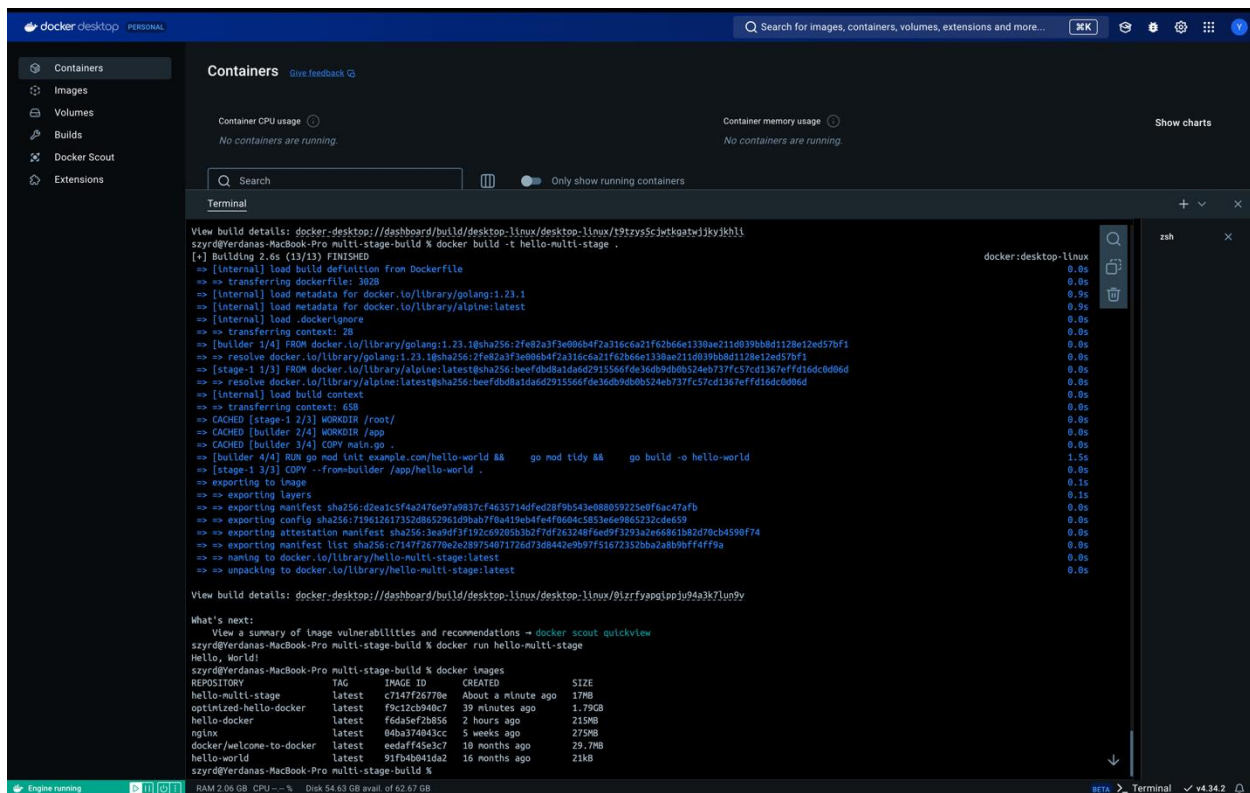 docker desktop PERSONAL
Search for images, containers, volumes, extensions and more... ⌘K
Y
Containers
Images
Volumes
Builds
Docker Scout
Extensions
Containers Give feedback
Container CPU usage
No containers are running.
Container memory usage
No containers are running.
Show charts
Search
Only show running containers
Terminal
zsh
View build details: docker-desktop://dashboard/build/desktop-linux/desktop-linux/t9tzys5cjwtkgatwjjkyjkhli
szyrd@Yerdanas-MacBook-Pro multi-stage-build % docker build -t hello-multi-stage .
[+] Building 2.6s (13/13) FINISHED docker:desktop-linux
=> [internal] load build definition from Dockerfile 0.0s
=> => transferring dockerfile: 302B 0.0s
=> [internal] load metadata for docker.io/library/golang:1.23.1 0.9s
=> [internal] load metadata for docker.io/library/alpine:latest 0.9s
=> [internal] load .dockerignore 0.0s
=> => transferring context: 2B 0.0s
=> [builder 1/4] FROM docker.io/library/golang:1.23.1@sha256:2fe82a3f3e006b4f2a316c6a21f62b66e1330ae211d039bb8d1128e12ed57bf1 0.0s
=> => resolve docker.io/library/golang:1.23.1@sha256:2fe82a3f3e006b4f2a316c6a21f62b66e1330ae211d039bb8d1128e12ed57bf1 0.0s
=> [stage-1 1/3] FROM docker.io/library/alpine:latest@sha256:beefdbd8a1da6d2915566fde36db9db0b524eb737fc57cd1367effd16dc0d06d 0.0s
=> => resolve docker.io/library/alpine:latest@sha256:beefdbd8a1da6d2915566fde36db9db0b524eb737fc57cd1367effd16dc0d06d 0.0s
=> [internal] load build context 0.0s
=> => transferring context: 65B 0.0s
=> CACHED [stage-1 2/3] WORKDIR /root/ 0.0s
=> CACHED [builder 2/4] WORKDIR /app 0.0s
=> CACHED [builder 3/4] COPY main.go . 0.0s
=> [builder 4/4] RUN go mod init example.com/hello-world && go mod tidy && go build -o hello-world 1.5s
=> [stage-1 3/3] COPY --from=builder /app/hello-world . 0.0s
=> exporting to image 0.1s
=> => exporting layers 0.1s
=> => exporting manifest sha256:d2ea1c5f4a2476e97a9837cf4635714dfed28f9b543e088059225e0f6ac47afb 0.0s
=> => exporting config sha256:719612617352d8652961d9bab7f0a419eb4fe4f0604c5853e6e9865232cde659 0.0s
=> => exporting attestation manifest sha256:3ea9df3f192c69205b3b2f7df263248f6ed9f3293a2e66861b82d70cb4590f74 0.0s
=> => exporting manifest list sha256:c7147f26770e2e289754071726d73d8442e9b97f51672352bba2a8b9bff4ff9a 0.0s
=> => naming to docker.io/library/hello-multi-stage:latest 0.0s
=> => unpacking to docker.io/library/hello-multi-stage:latest 0.0s
View build details: docker-desktop://dashboard/build/desktop-linux/desktop-linux/0izrfyapgippju94a3k7lun9v
What's next:
View a summary of image vulnerabilities and recommendations → docker scout quickview
szyrd@Yerdanas-MacBook-Pro multi-stage-build % docker run hello-multi-stage
Hello, World!
szyrd@Yerdanas-MacBook-Pro multi-stage-build % docker images
REPOSITORY TAG IMAGE ID CREATED SIZE
hello-multi-stage latest c7147f26770e About a minute ago 17MB
optimized-hello-docker latest f9c12cb940c7 39 minutes ago 1.79GB
hello-docker latest f6da5ef2b856 2 hours ago 215MB
nginx latest 04ba374043cc 5 weeks ago 275MB
docker/welcome-to-docker latest eedaff45e3c7 10 months ago 29.7MB
hello-world latest 91fb4b041da2 16 months ago 21kB
szyrd@Yerdanas-MacBook-Pro multi-stage-build %
Engine running
RAM 2.06 GB CPU --.-- % Disk 54.63 GB avail. of 62.67 GB
BETA Terminal v4.34.2